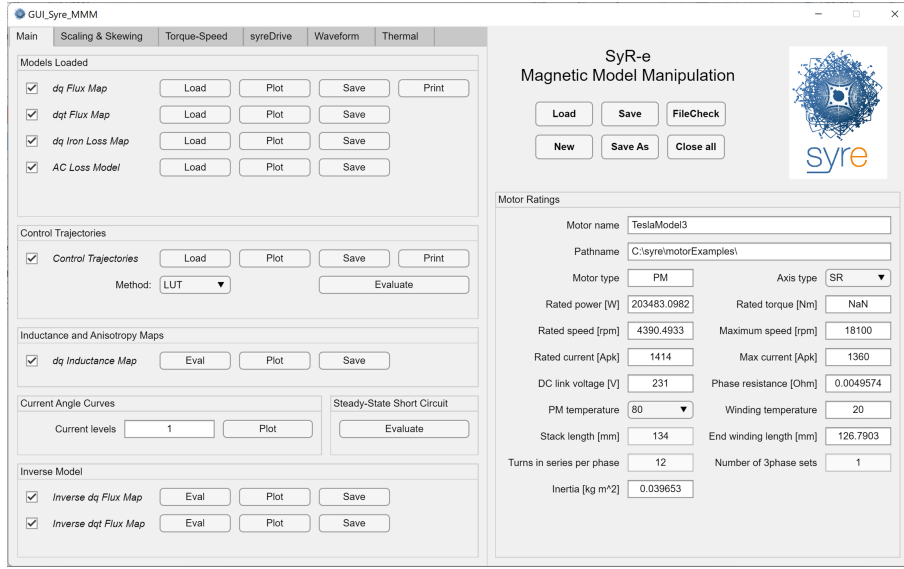 GUI_Syre_MMM
Main Scaling & Skewing Torque-Speed syreDrive Waveform Thermal
Models Loaded
dq Flux Map Load Plot Save Print
dqt Flux Map Load Plot Save
dq Iron Loss Map Load Plot Save
AC Loss Model Load Plot Save
Control Trajectories
Control Trajectories Load Plot Save Print
Method: LUT Evaluate
Inductance and Anisotropy Maps
dq Inductance Map Eval Plot Save
Current Angle Curves
Current levels 1 Plot
Steady-State Short Circuit
Evaluate
Inverse Model
Inverse dq Flux Map Eval Plot Save
Inverse dqt Flux Map Eval Plot Save
SyR-e
Magnetic Model Manipulation
Load Save FileCheck
New Save As Close all
syre
Motor Ratings
Motor name TeslaModel3
Pathname C:\syre\motorExamples\
Motor type PM Axis type SR
Rated power [W] 203483.0982 Rated torque [Nm] NaN
Rated speed [rpm] 4390.4933 Maximum speed [rpm] 18100
Rated current [Apk] 1414 Max current [Apk] 1360
DC link voltage [V] 231 Phase resistance [Ohm] 0.0049574
PM temperature 80 Winding temperature 20
Stack length [mm] 134 End winding length [mm] 126.7903
Turns in series per phase 12 Number of 3phase sets 1
Inertia [kg m^2] 0.039653